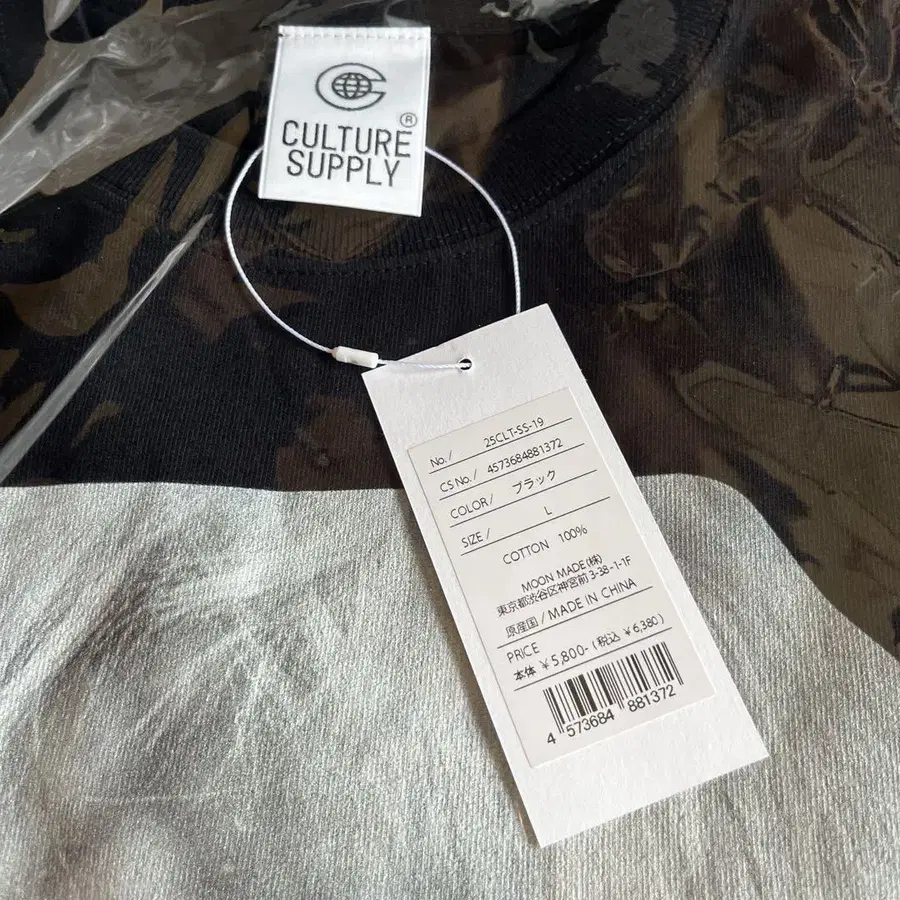 CULTURE ®
SUPPLY
No./ 25CLT-SS-19
CS No./ 4573684881372
COLOR/ ブラック
SIZE/ L
COTTON 100%
MOON MADE(株)
東京都渋谷区神宮前3-38-1-1F
原産国/MADE IN CHINA
PRICE
本体 ¥5,800-(税込 ¥6,380)
4 573684 881372